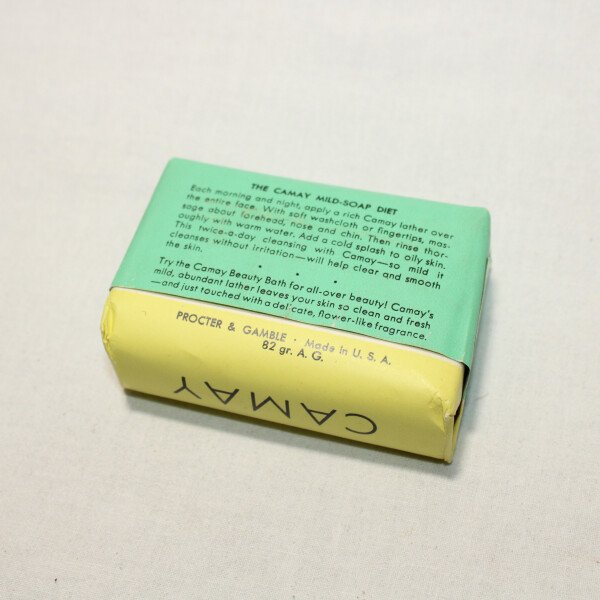 THE CAMAY MILD-SOAP DIET
Each morning and night, apply a rich Camay lather over
the entire face. With soft washcloth or fingertips, mas-
sage about forehead, nose and chin. Then rinse thor-
oughly with warm water. Add a cold splash to oily skin.
This twice-a-day cleansing with Camay—so mild it
cleanses without irritation—will help clear and smooth
the skin.
Try the Camay Beauty Bath for all-over beauty! Camay's
mild, abundant lather leaves your skin so clean and fresh
—and just touched with a delicate, flower-like fragrance.
PROCTER & GAMBLE · Made in U. S. A.
82 gr. A. G.
CAMAY